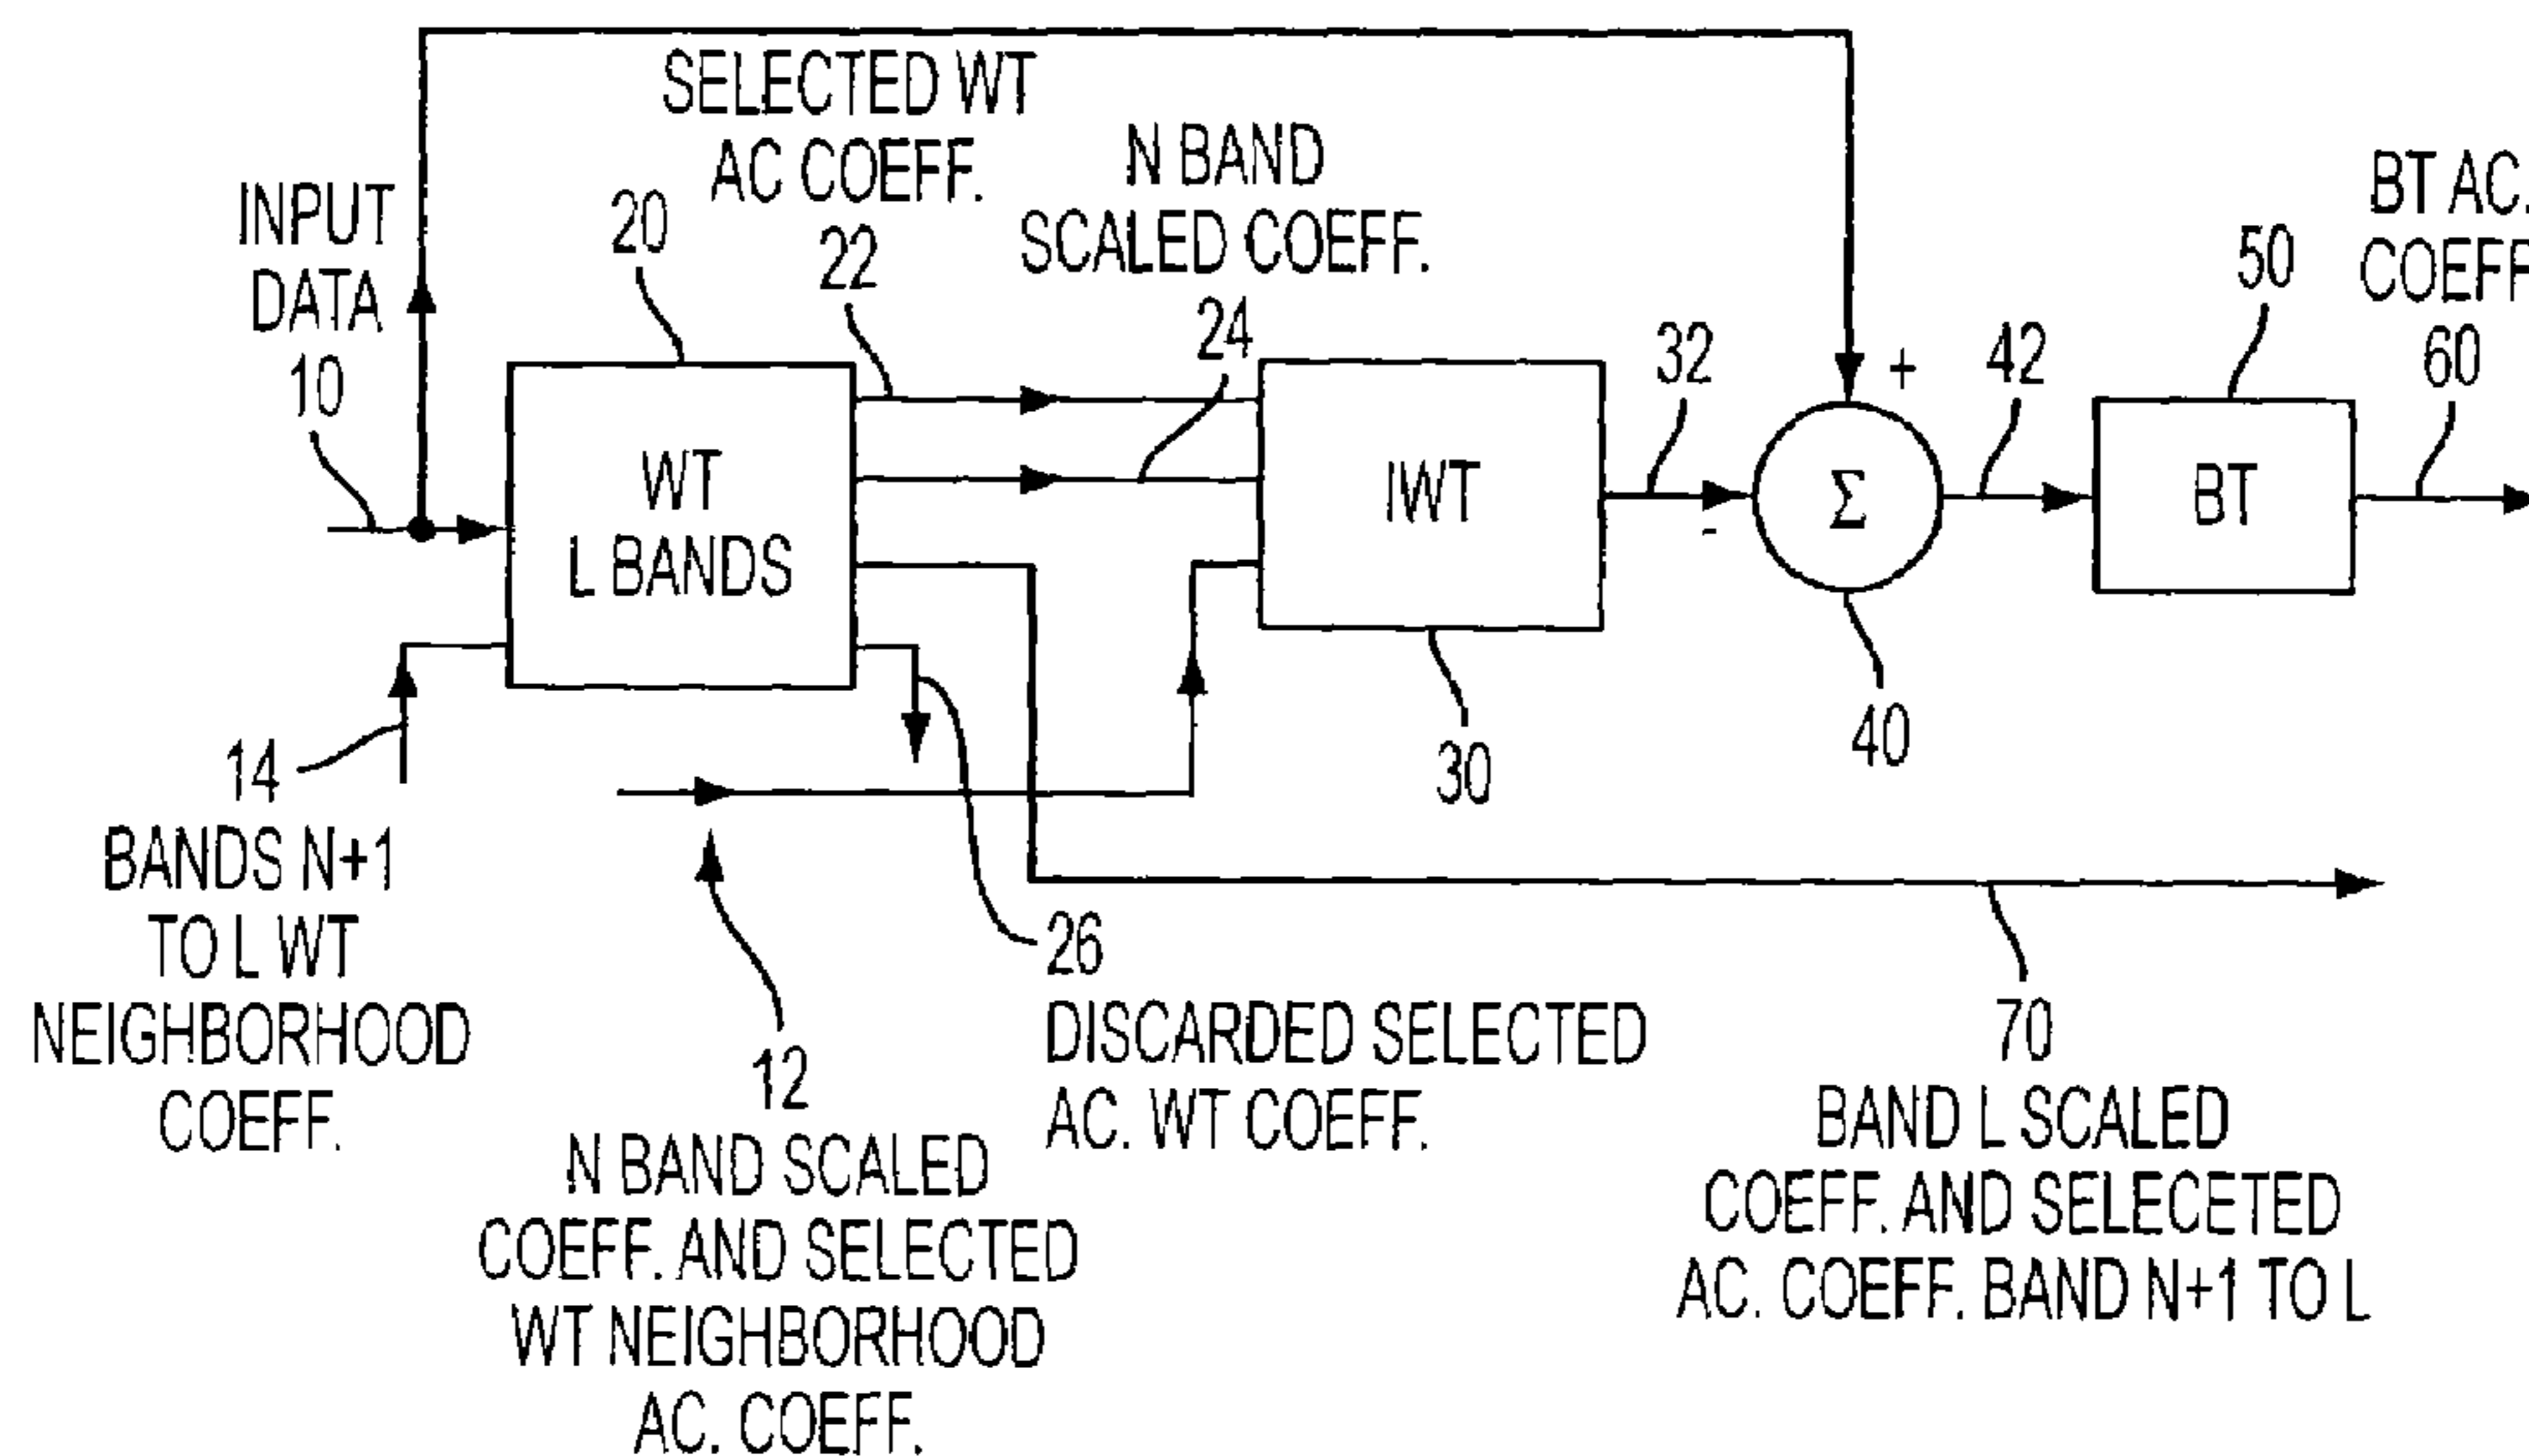 SELECTED WT
AC COEFF.
22
N BAND
SCALED COEFF.
24
INPUT
DATA
10
20
WT
L BANDS
IWT
30
32
+
-
Σ
40
42
50
BT
BT AC.
COEFF
60
14
BANDS N+1
TO L WT
NEIGHBORHOOD
COEFF.
12
N BAND SCALED
COEFF. AND SELECTED
WT NEIGHBORHOOD
AC. COEFF.
26
DISCARDED SELECTED
AC. WT COEFF.
70
BAND L SCALED
COEFF. AND SELECETED
AC. COEFF. BAND N+1 TO L